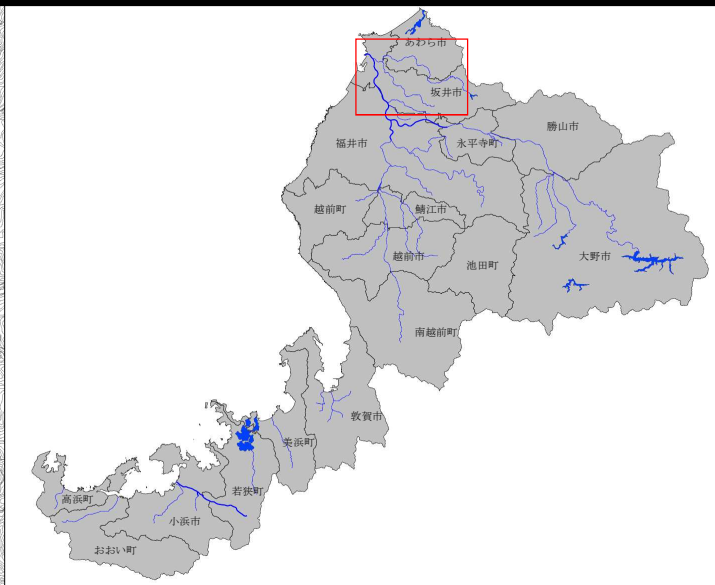 あわら市
坂井市
勝山市
福井市
永平寺町
越前町
鯖江市
越前市
池田町
大野市
南越前町
敦賀市
美浜町
若狭町
高浜町
小浜市
おおい町